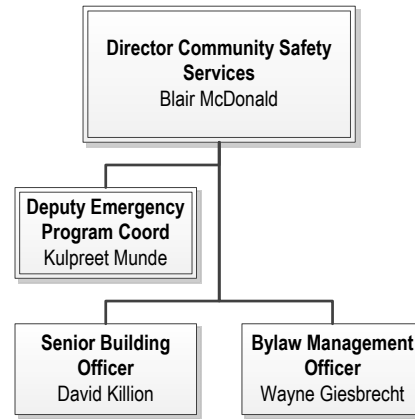 Director Community Safety
Services
Blair McDonald
Deputy Emergency
Program Coord
Kulpreet Munde
Senior Building
Officer
David Killion
Bylaw Management
Officer
Wayne Giesbrecht